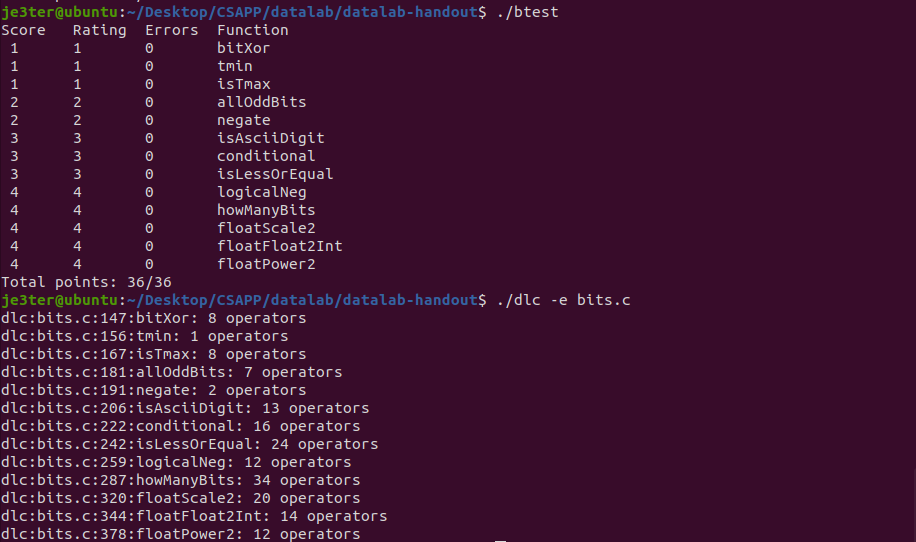 je3ter@ubuntu:~/Desktop/CSAPP/datalab/datalab-handout$ ./btest
Score Rating Errors Function
1 1 0 bitXor
1 1 0 tmin
1 1 0 isTmax
2 2 0 allOddBits
2 2 0 negate
3 3 0 isAsciiDigit
3 3 0 conditional
3 3 0 isLessOrEqual
4 4 0 logicalNeg
4 4 0 howManyBits
4 4 0 floatScale2
4 4 0 floatFloat2Int
4 4 0 floatPower2
Total points: 36/36
je3ter@ubuntu:~/Desktop/CSAPP/datalab/datalab-handout$ ./dlc -e bits.c
dlc:bits.c:147:bitXor: 8 operators
dlc:bits.c:156:tmin: 1 operators
dlc:bits.c:167:isTmax: 8 operators
dlc:bits.c:181:allOddBits: 7 operators
dlc:bits.c:191:negate: 2 operators
dlc:bits.c:206:isAsciiDigit: 13 operators
dlc:bits.c:222:conditional: 16 operators
dlc:bits.c:242:isLessOrEqual: 24 operators
dlc:bits.c:259:logicalNeg: 12 operators
dlc:bits.c:287:howManyBits: 34 operators
dlc:bits.c:320:floatScale2: 20 operators
dlc:bits.c:344:floatFloat2Int: 14 operators
dlc:bits.c:378:floatPower2: 12 operators